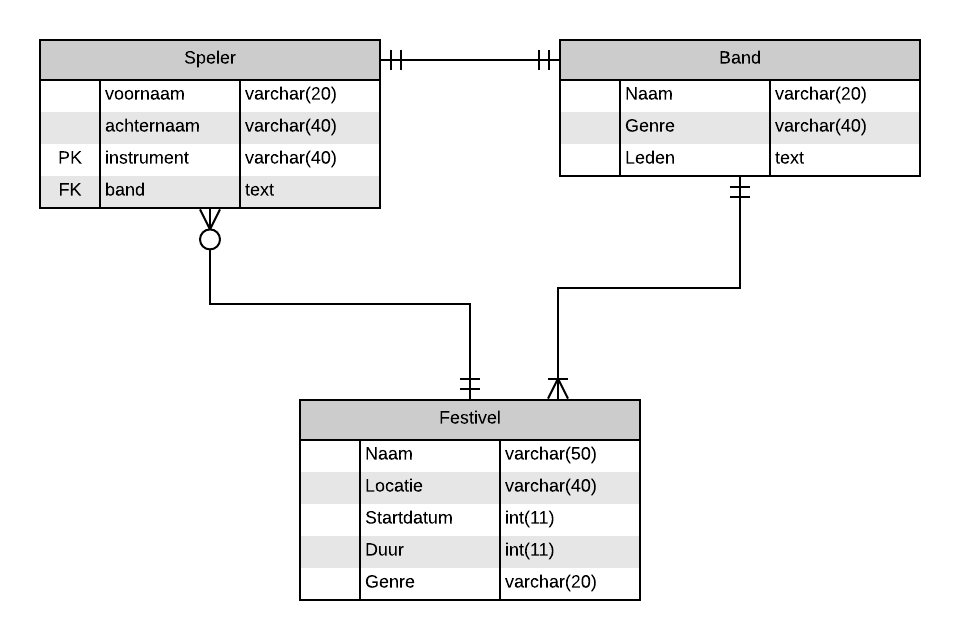 Speler
voornaam varchar(20)
achternaam varchar(40)
PK instrument varchar(40)
FK band text
Band
Naam varchar(20)
Genre varchar(40)
Leden text
Festivel
Naam varchar(50)
Locatie varchar(40)
Startdatum int(11)
Duur int(11)
Genre varchar(20)